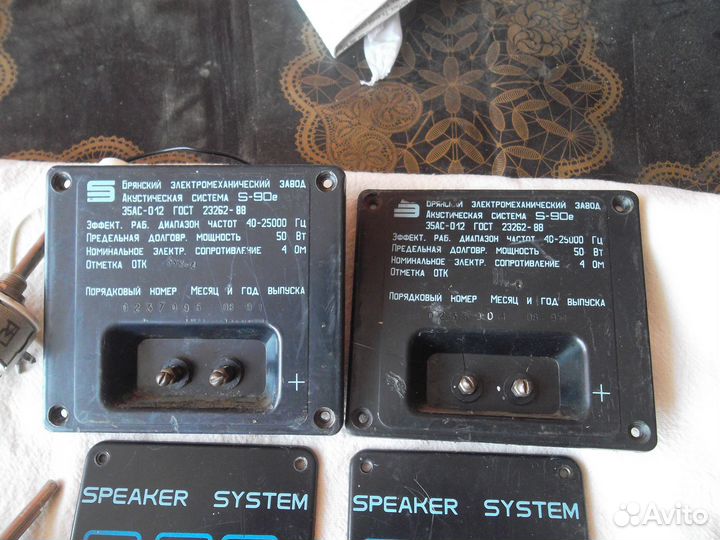 БРЯНСКИЙ ЭЛЕКТРОМЕХАНИЧЕСКИЙ ЗАВОД
АКУСТИЧЕСКАЯ СИСТЕМА S-90е
35АС-012 ГОСТ 23262-88
ЭФФЕКТ. РАБ. ДИАПАЗОН ЧАСТОТ 40-25000 ГЦ
ПРЕДЕЛЬНАЯ ДОЛГОВР. МОЩНОСТЬ 50 ВТ
НОМИНАЛЬНОЕ ЭЛЕКТР. СОПРОТИВЛЕНИЕ 4 ОМ
ОТМЕТКА ОТК
ПОРЯДКОВЫЙ НОМЕР МЕСЯЦ И ГОД ВЫПУСКА
+
БРЯНСКИЙ ЭЛЕКТРОМЕХАНИЧЕСКИЙ ЗАВОД
АКУСТИЧЕСКАЯ СИСТЕМА S-90е
35АС-012 ГОСТ 23262-88
ЭФФЕКТ. РАБ. ДИАПАЗОН ЧАСТОТ 40-25000 ГЦ
ПРЕДЕЛЬНАЯ ДОЛГОВР. МОЩНОСТЬ 50 ВТ
НОМИНАЛЬНОЕ ЭЛЕКТР. СОПРОТИВЛЕНИЕ 4 ОМ
ОТМЕТКА ОТК
ПОРЯДКОВЫЙ НОМЕР МЕСЯЦ И ГОД ВЫПУСКА
+
SPEAKER SYSTEM
SPEAKER SYSTEM
Avito